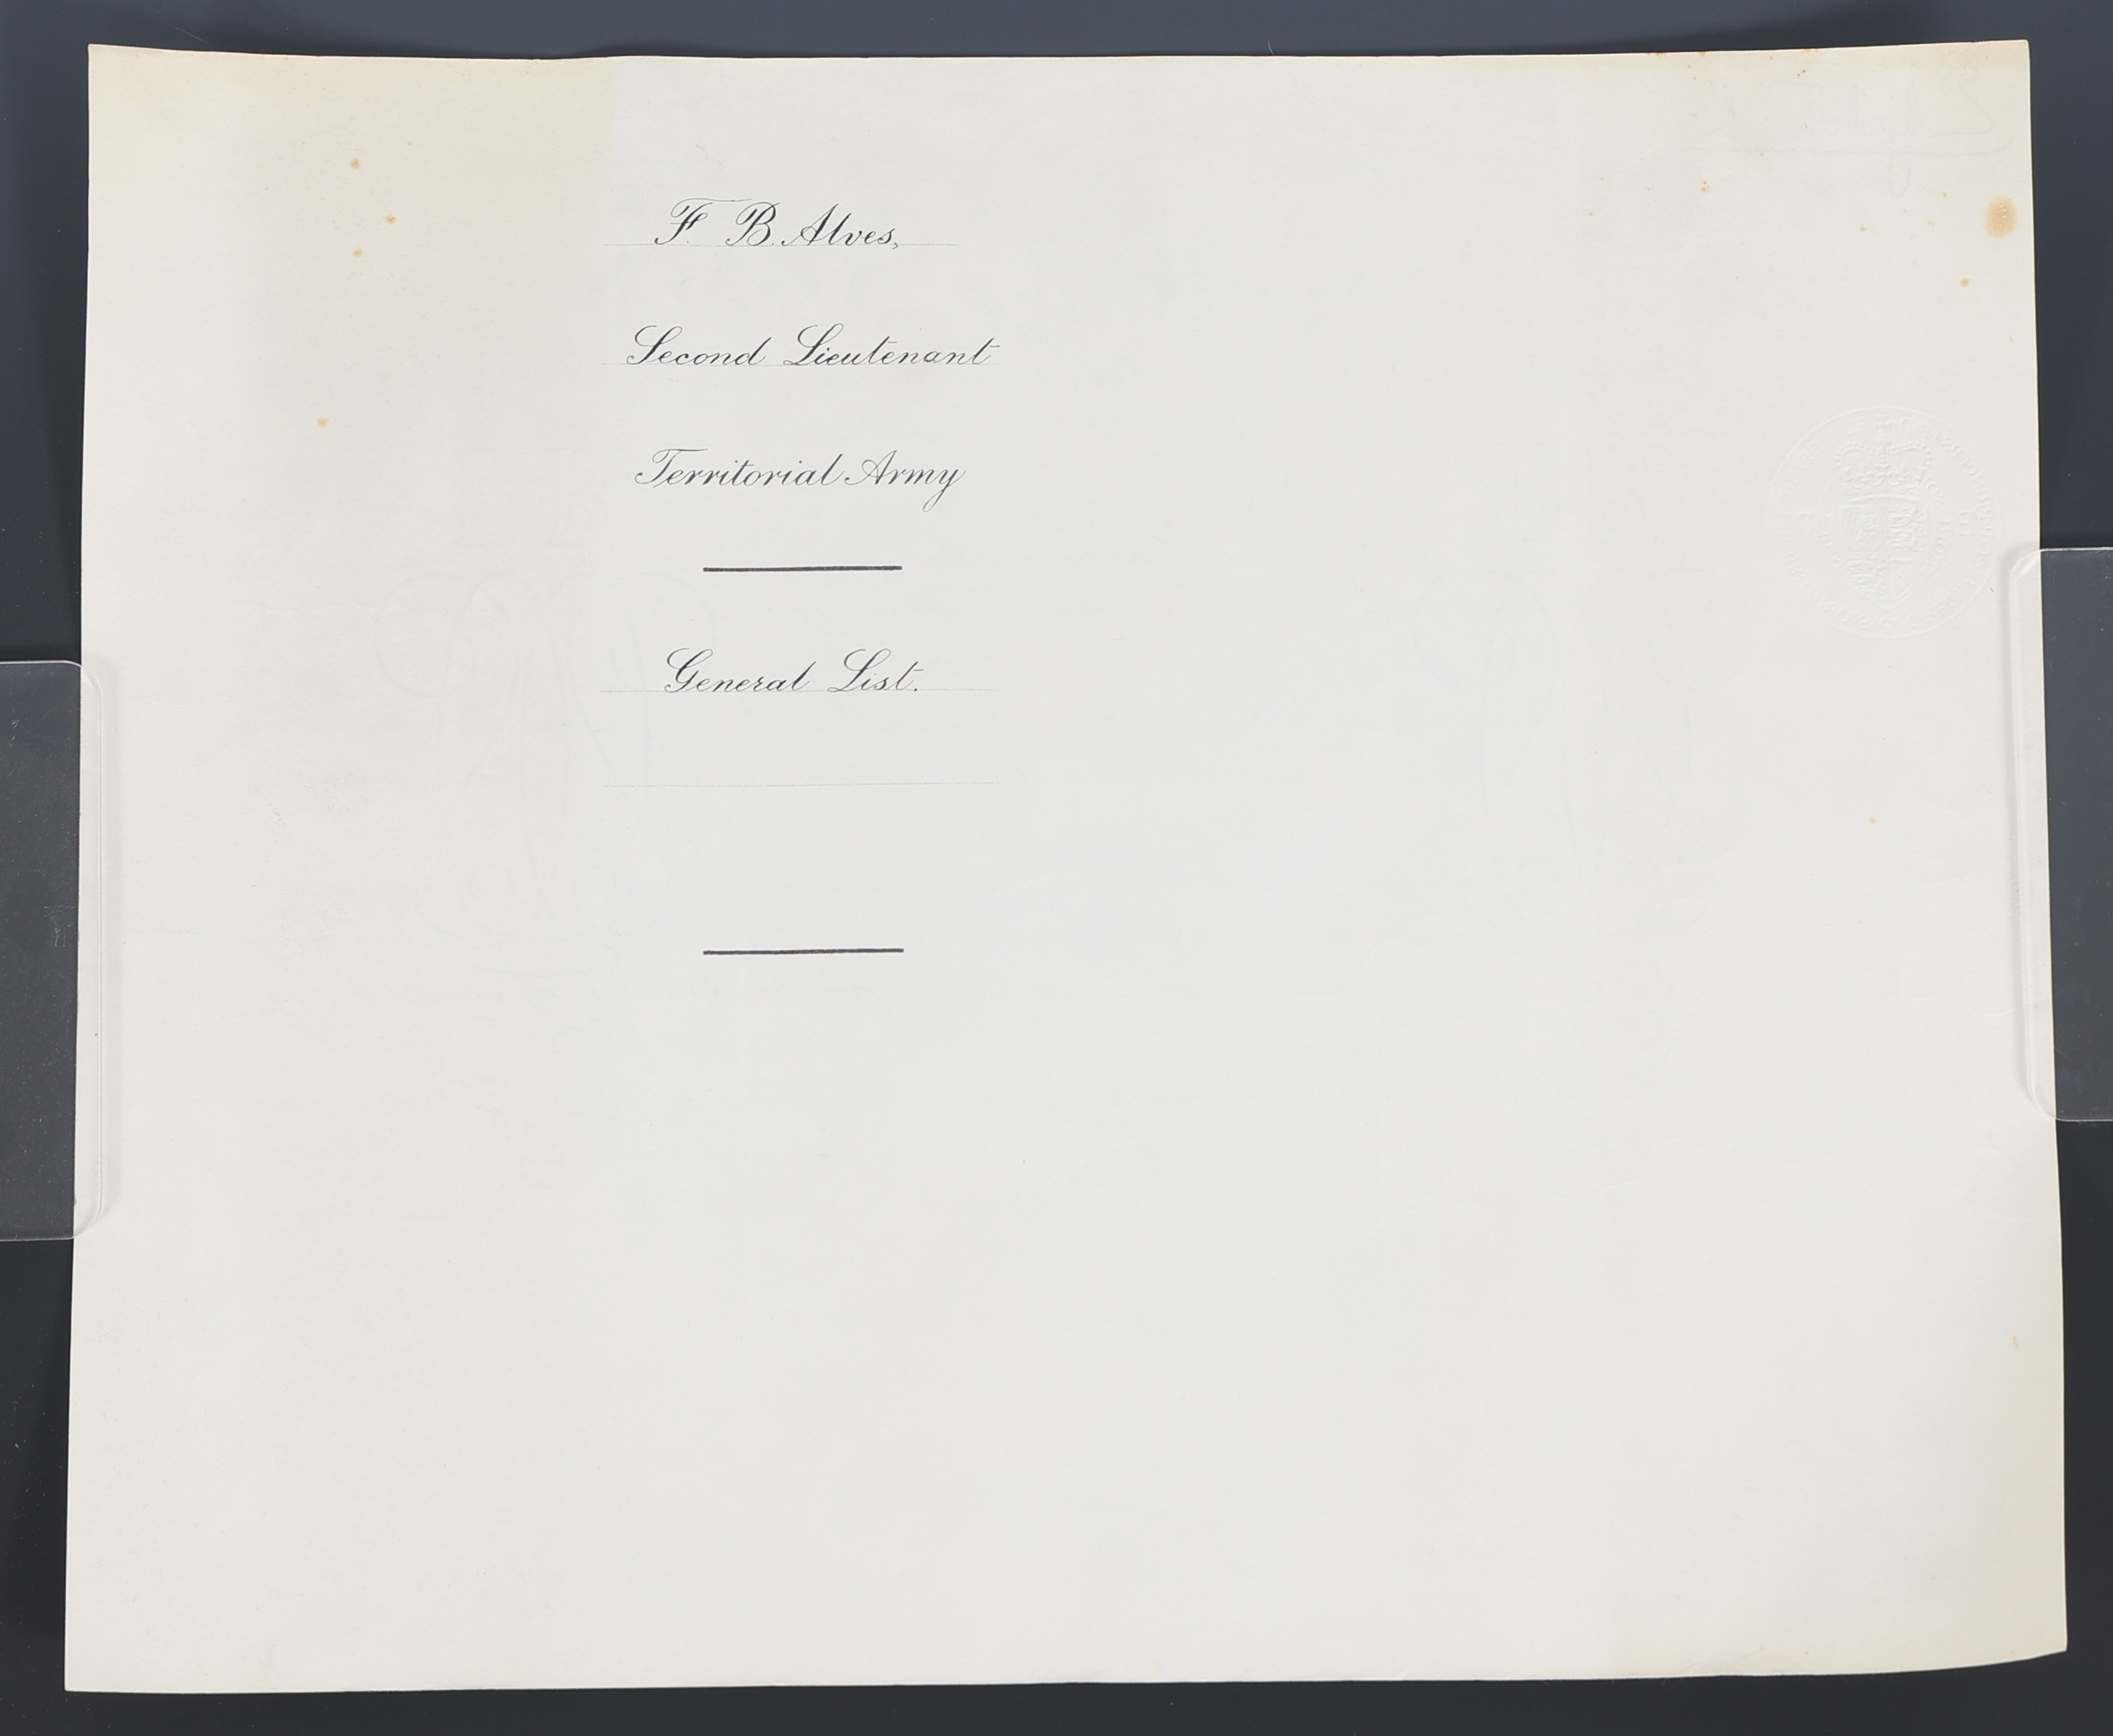 F. B. Alves,
Second Lieutenant
Territorial Army
General List.